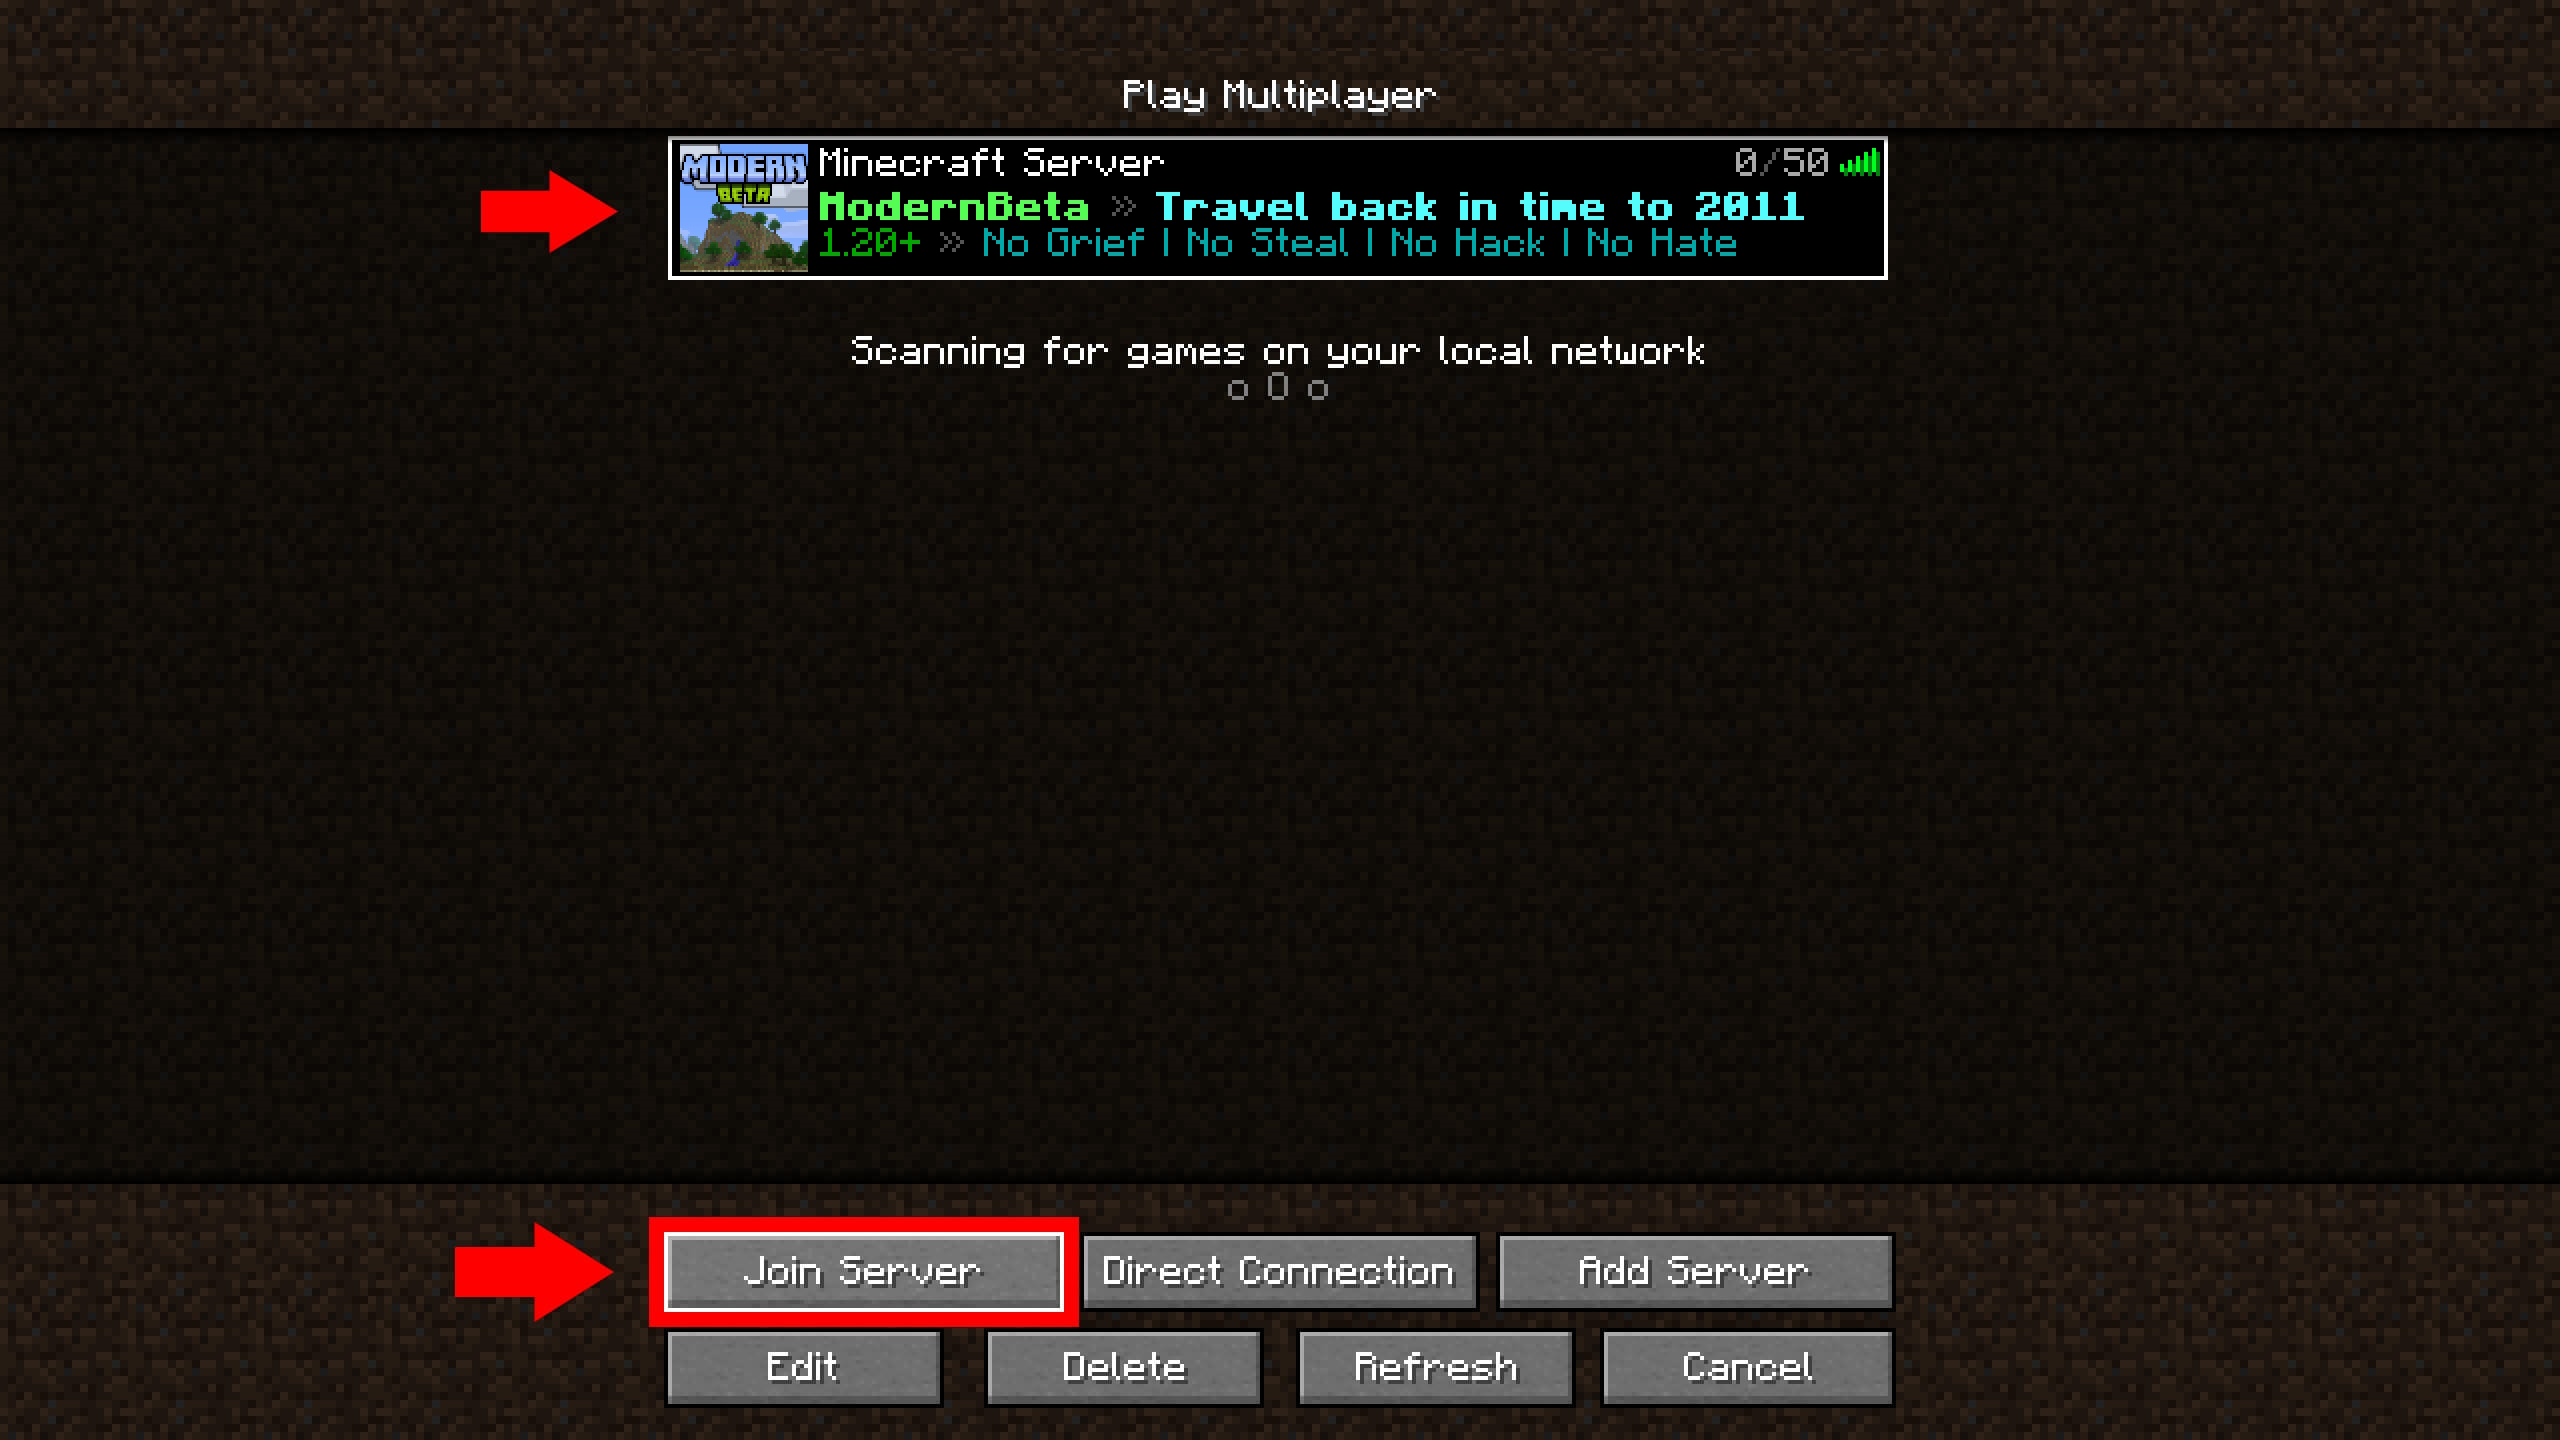 Play Multiplayer
MODERN
BETA
Minecraft Server
0/50
ModernBeta » Travel back in time to 2011
1.20+ » No Grief | No Steal | No Hack | No Hate
Scanning for games on your local network
o O o
Join Server
Direct Connection
Add Server
Edit
Delete
Refresh
Cancel